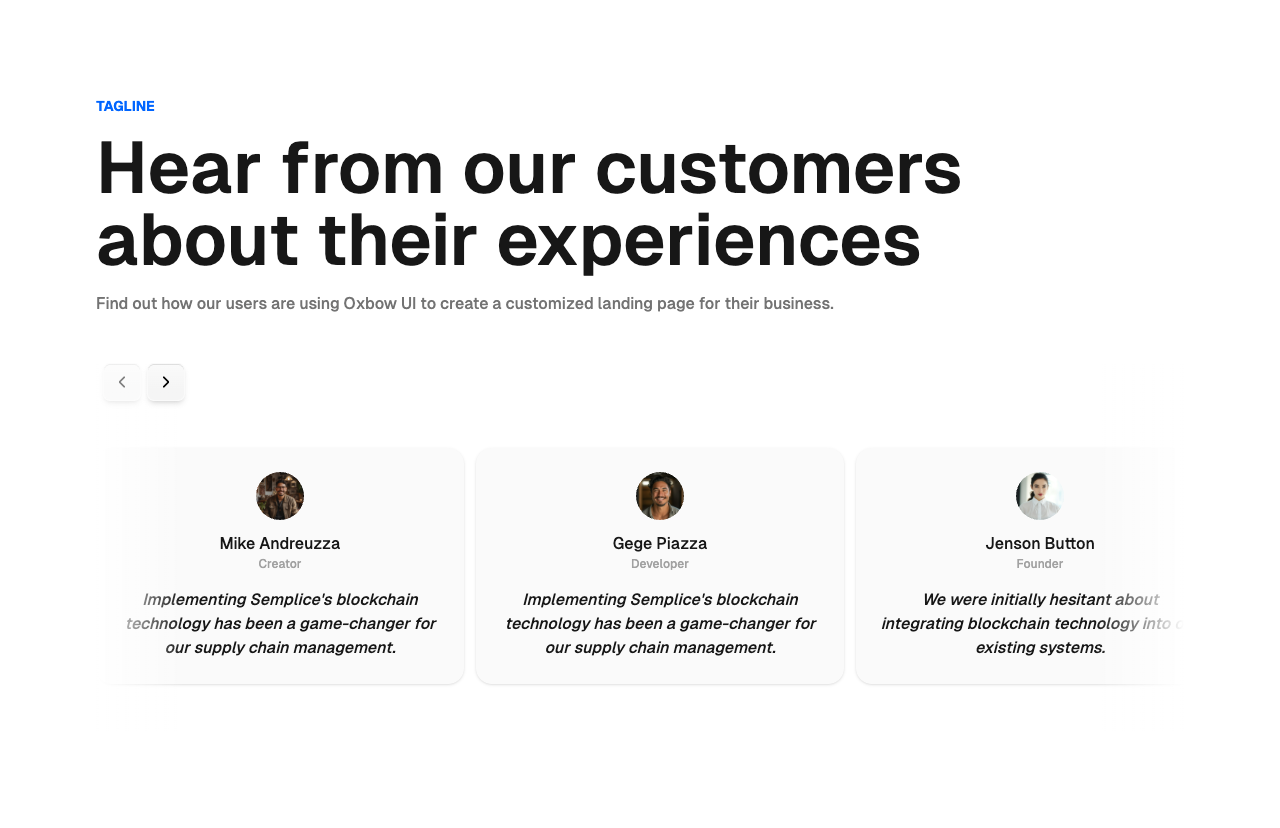 TAGLINE
Hear from our customers
about their experiences
Find out how our users are using Oxbow UI to create a customized landing page for their business.
Mike Andreuzza
Creator
Implementing Semplice's blockchain
technology has been a game-changer for
our supply chain management.
Gege Piazza
Developer
Implementing Semplice's blockchain
technology has been a game-changer for
our supply chain management.
Jenson Button
Founder
We were initially hesitant about
integrating blockchain technology into
existing systems.